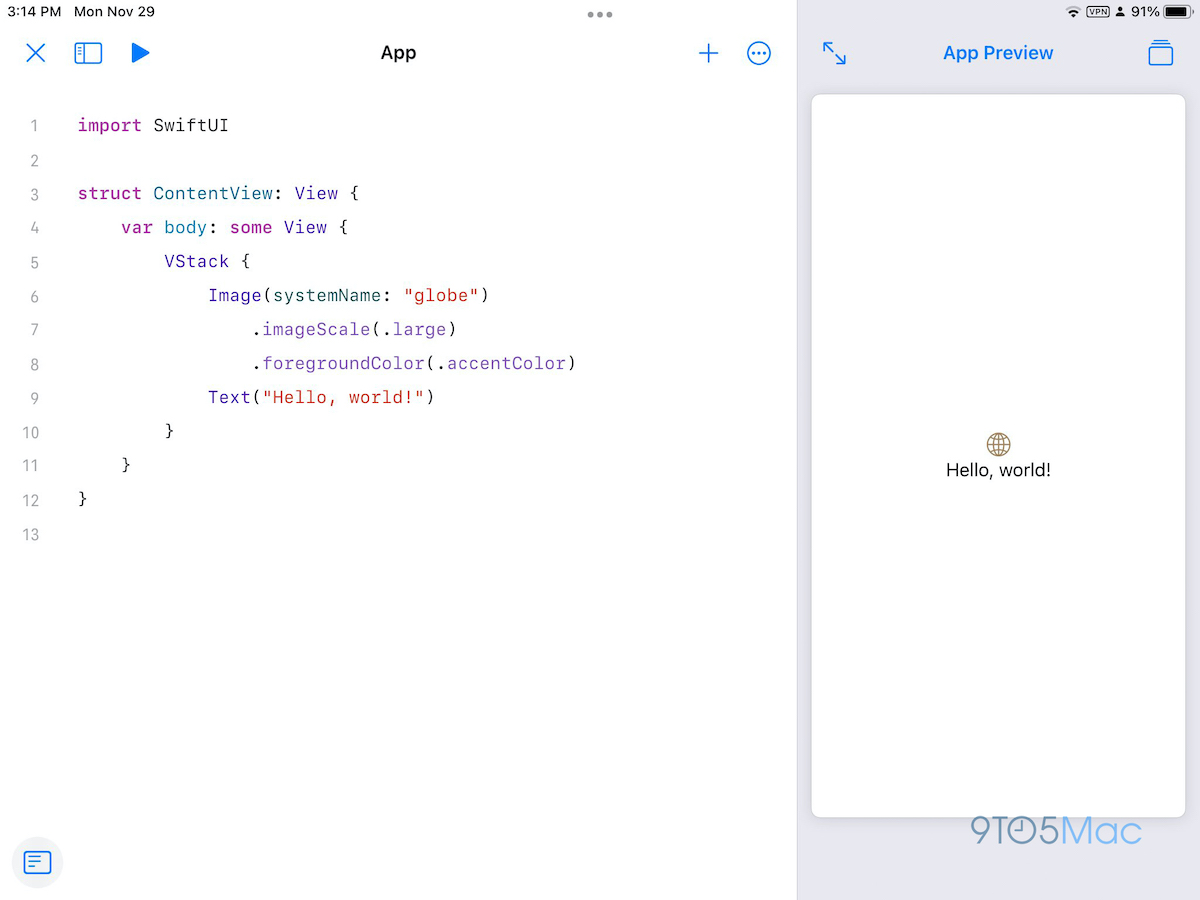 3:14 PM Mon Nov 29
VPN 91%
App
App Preview
1 import SwiftUI
2
3 struct ContentView: View {
4     var body: some View {
5         VStack {
6             Image(systemName: "globe")
7                 .imageScale(.large)
8                 .foregroundColor(.accentColor)
9             Text("Hello, world!")
10         }
11     }
12 }
13
Hello, world!
9TO5Mac